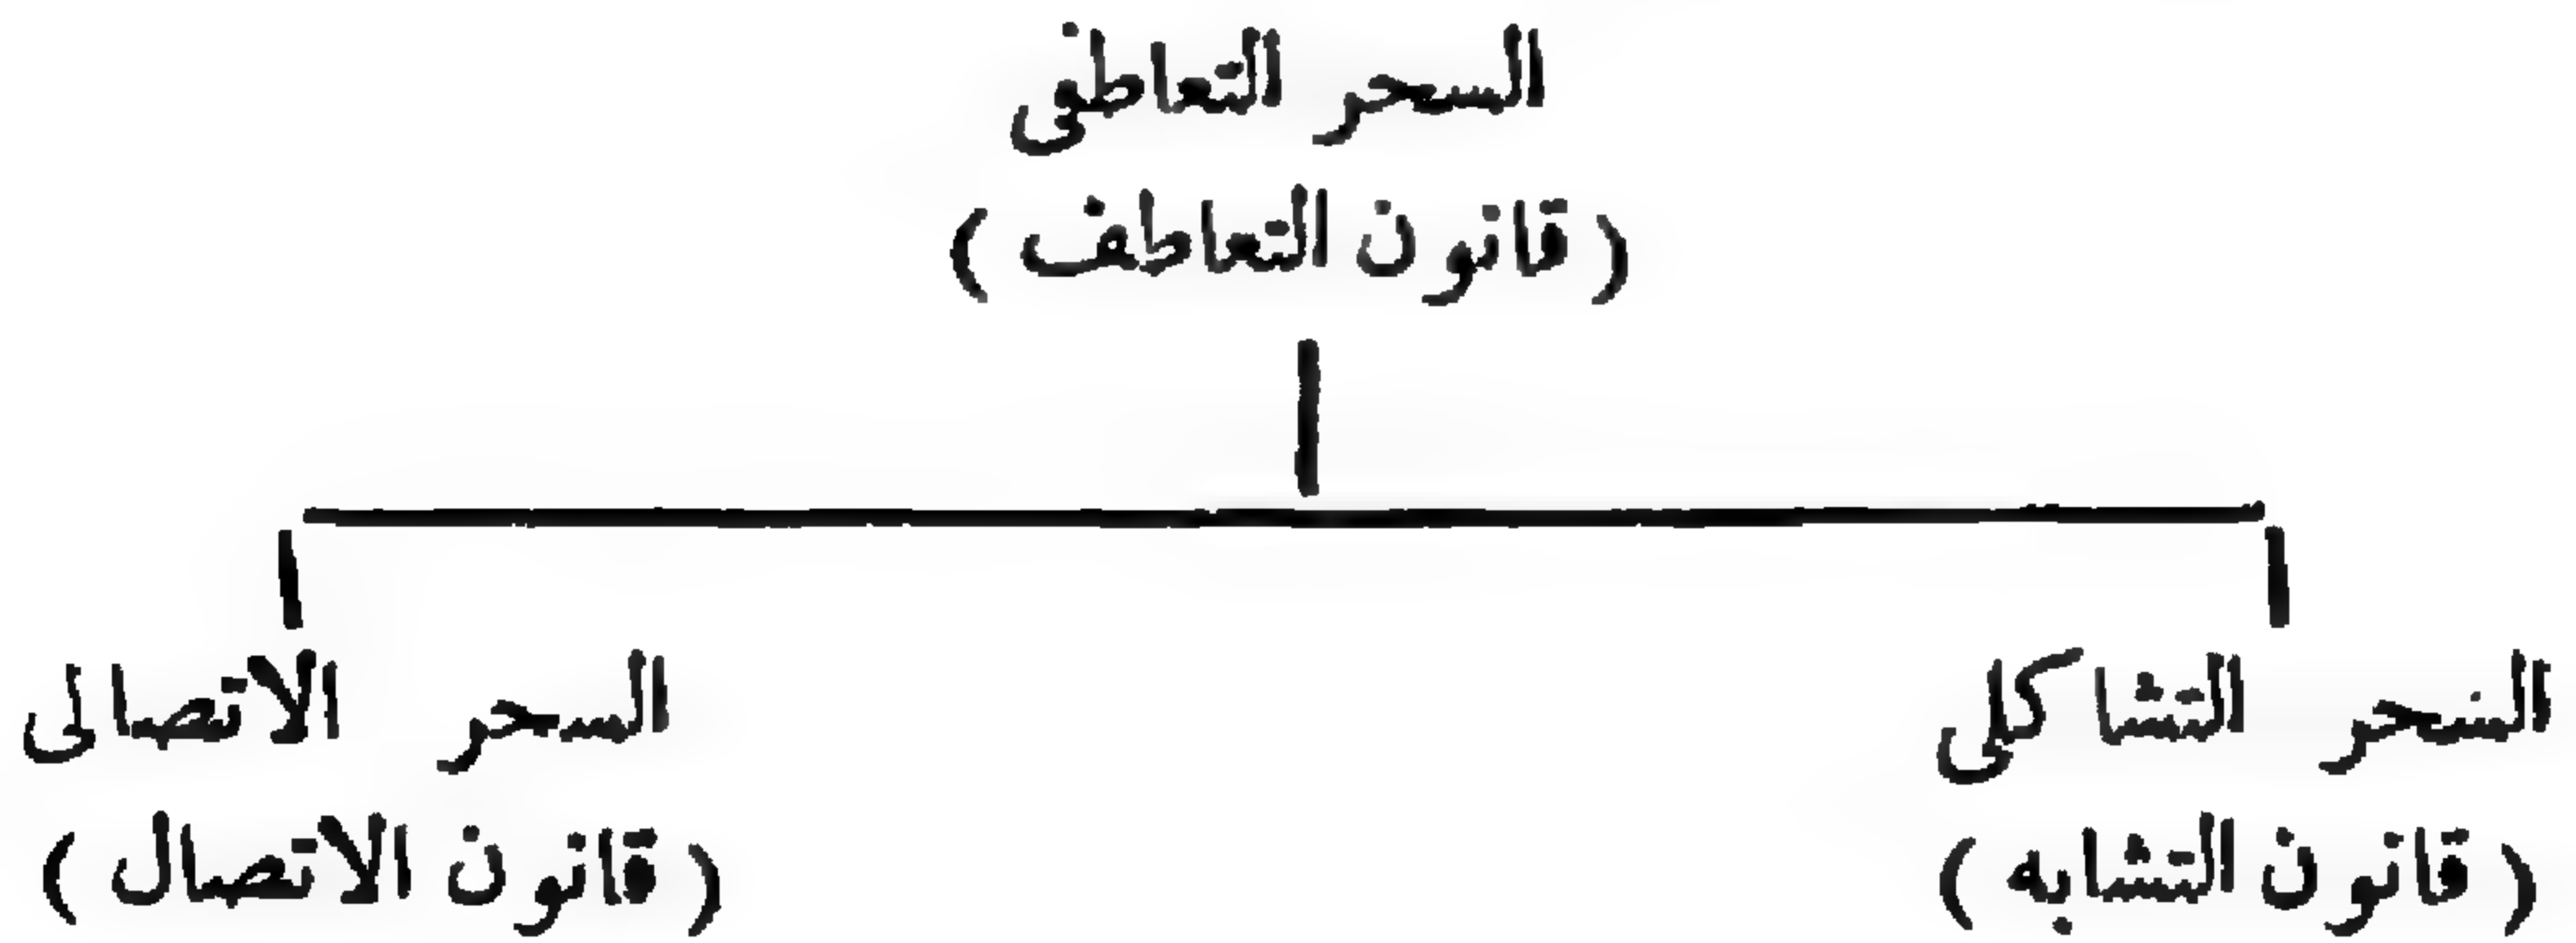 السحر التعاطفى
( قانون التعاطف )
السحر التشاكلى
( قانون التشابه )
السحر الاتصالى
( قانون الاتصال )